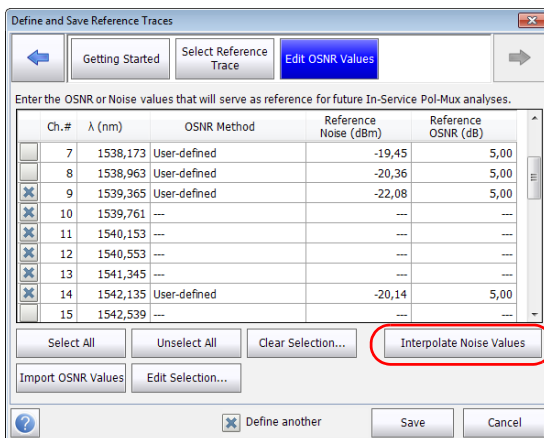 Define and Save Reference Traces
Getting Started
Select Reference
Trace
Edit OSNR Values
Enter the OSNR or Noise values that will serve as reference for future In-Service Pol-Mux analyses.
Ch.# λ (nm) OSNR Method Reference Noise (dBm) Reference OSNR (dB)
7 1538,173 User-defined -19,45 5,00
8 1538,963 User-defined -20,36 5,00
9 1539,365 User-defined -22,08 5,00
10 1539,761 --- --- ---
11 1540,153 --- --- ---
12 1540,553 --- --- ---
13 1541,345 --- --- ---
14 1542,135 User-defined -20,14 5,00
15 1542,539 --- --- ---
Select All Unselect All Clear Selection... Interpolate Noise Values
Import OSNR Values Edit Selection...
? Define another Save Cancel